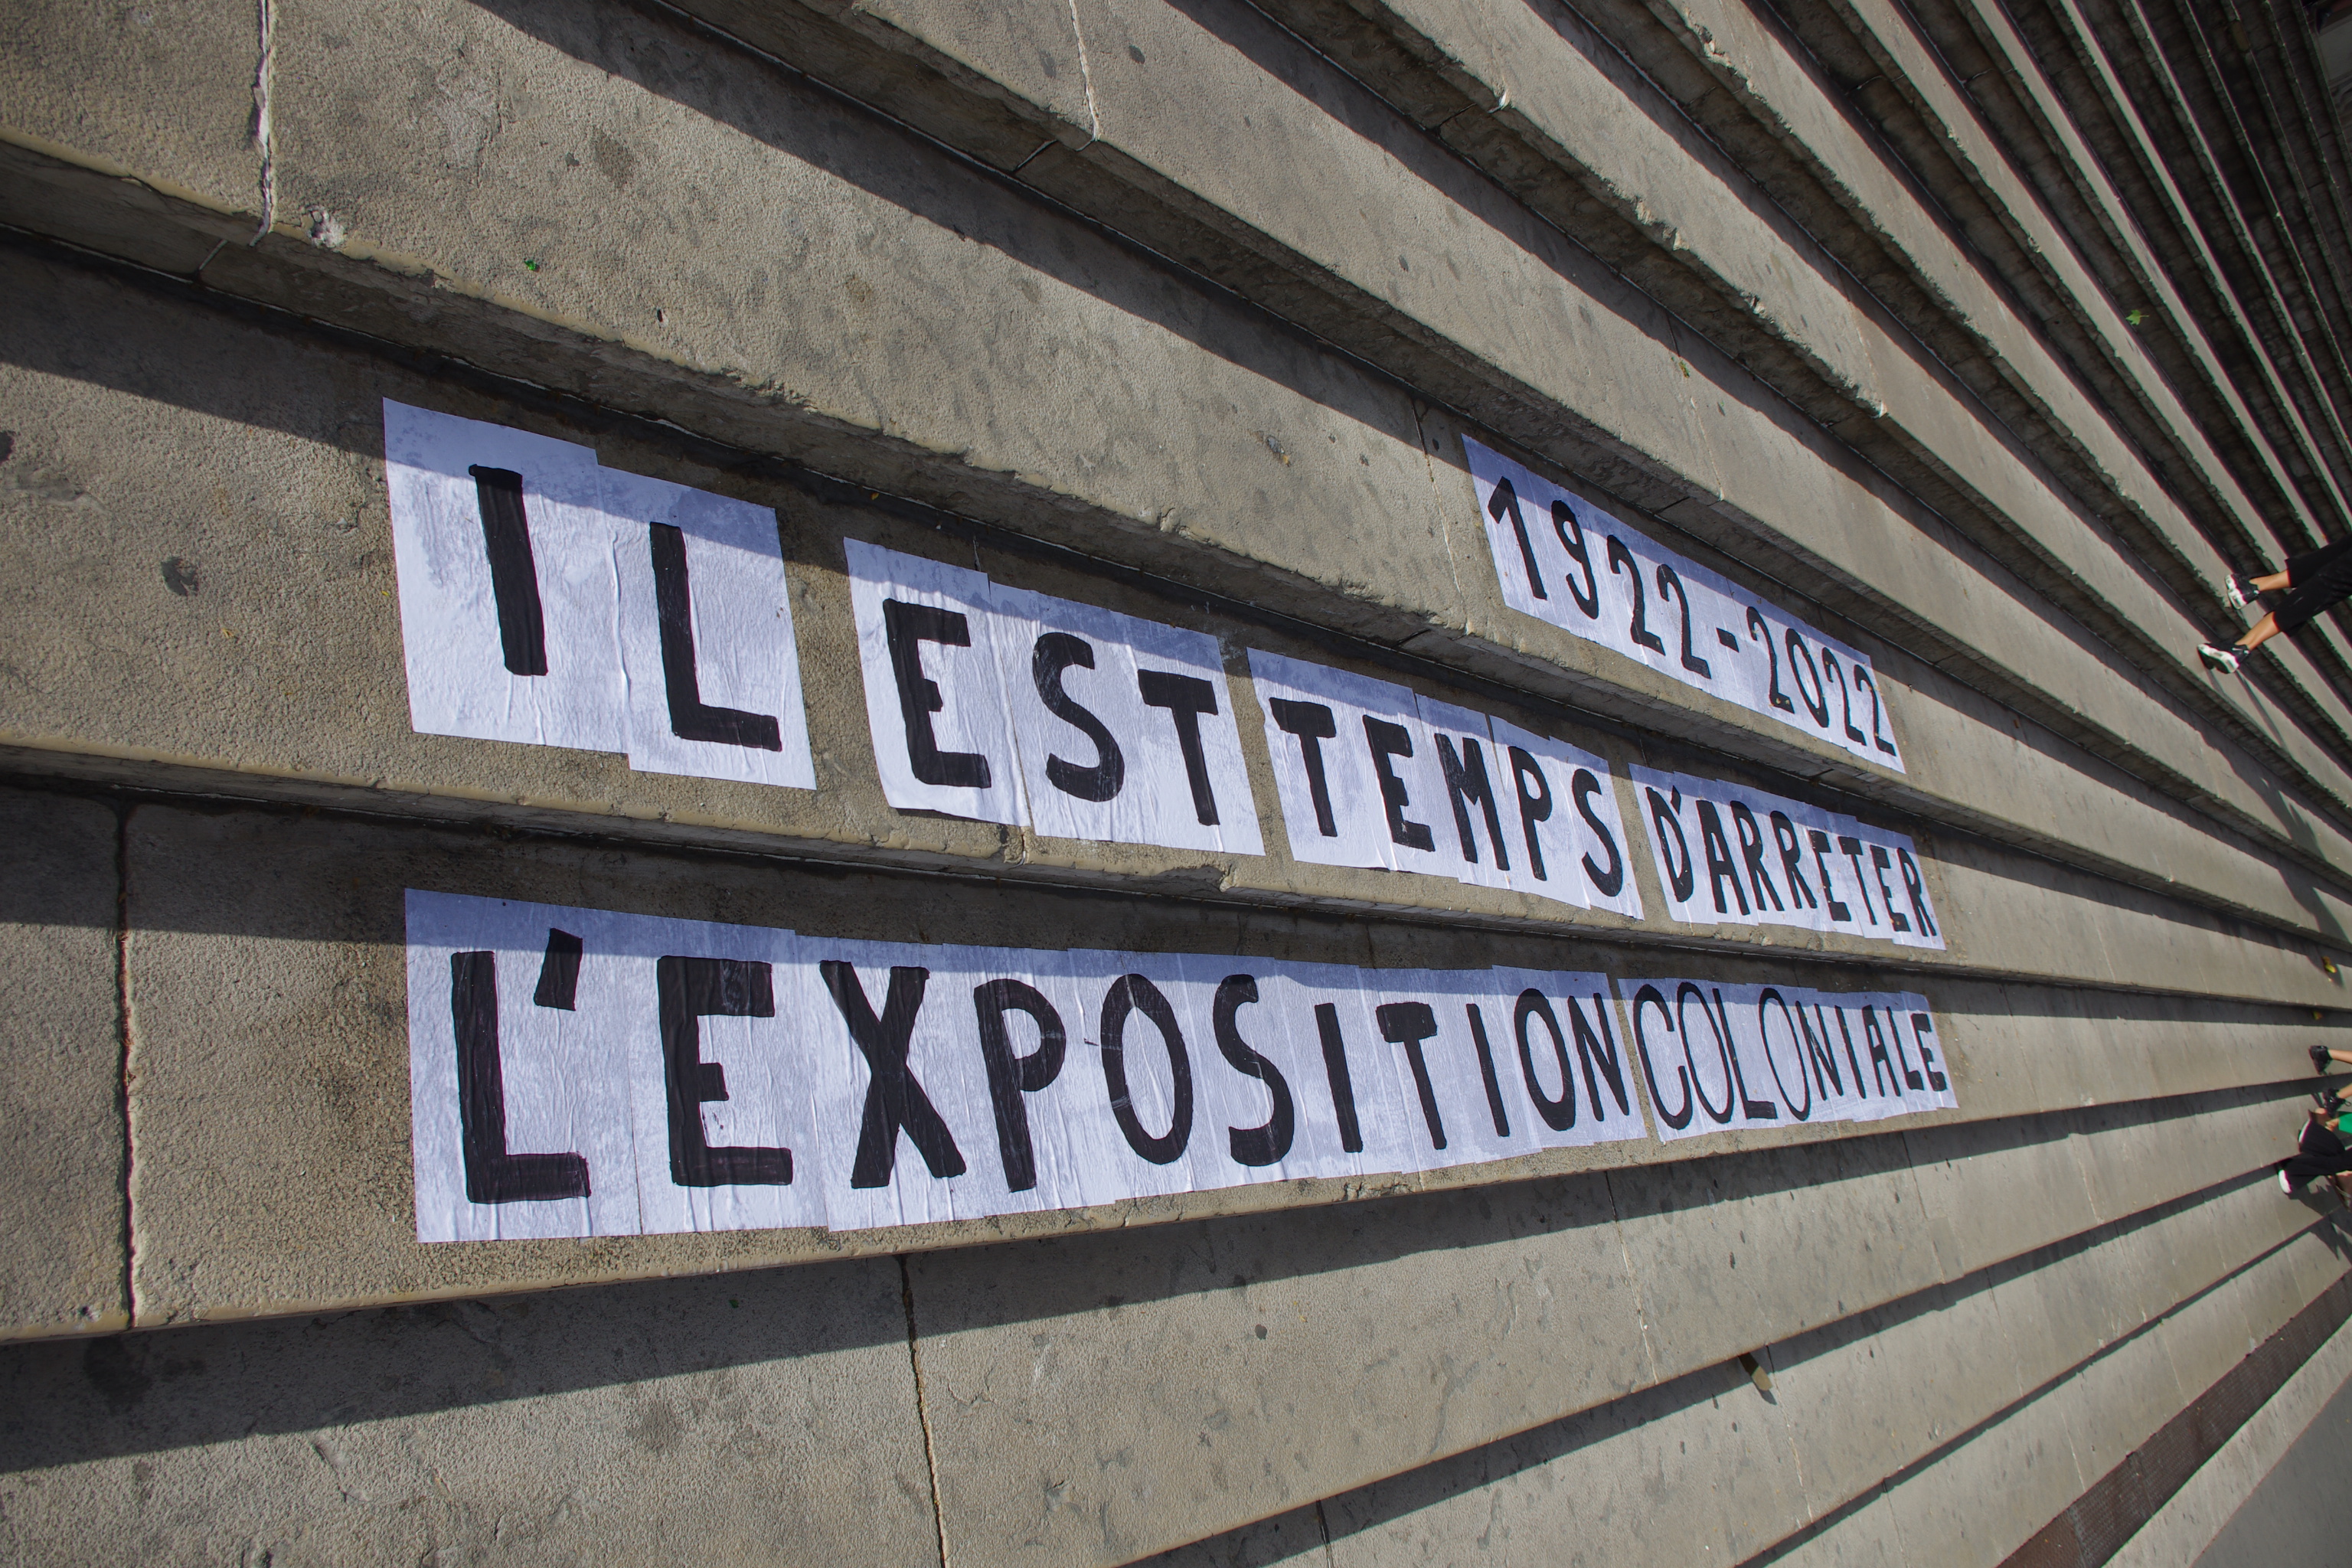 1922-2022
IL EST TEMPS D'ARRETER
L'EXPOSITION COLONIALE